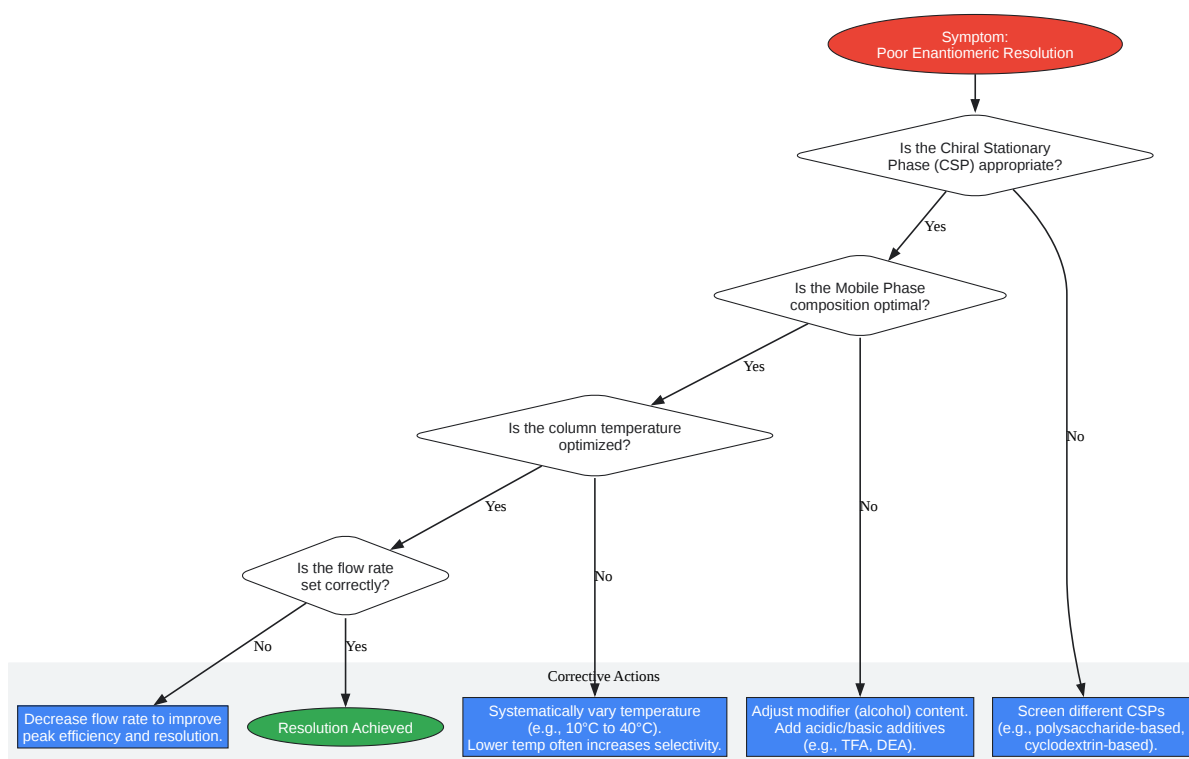 Symptom:
Poor Enantiomeric Resolution
Is the Chiral Stationary
Phase (CSP) appropriate?
Yes
Is the Mobile Phase
composition optimal?
Yes
Is the column temperature
optimized?
No
Yes
No
Is the flow rate
set correctly?
No
No
Yes
Corrective Actions
Decrease flow rate to improve
peak efficiency and resolution.
Resolution Achieved
Systematically vary temperature
(e.g., 10°C to 40°C).
Lower temp often increases selectivity.
Adjust modifier (alcohol) content.
Add acidic/basic additives
(e.g., TFA, DEA).
Screen different CSPs
(e.g., polysaccharide-based,
cyclodextrin-based).